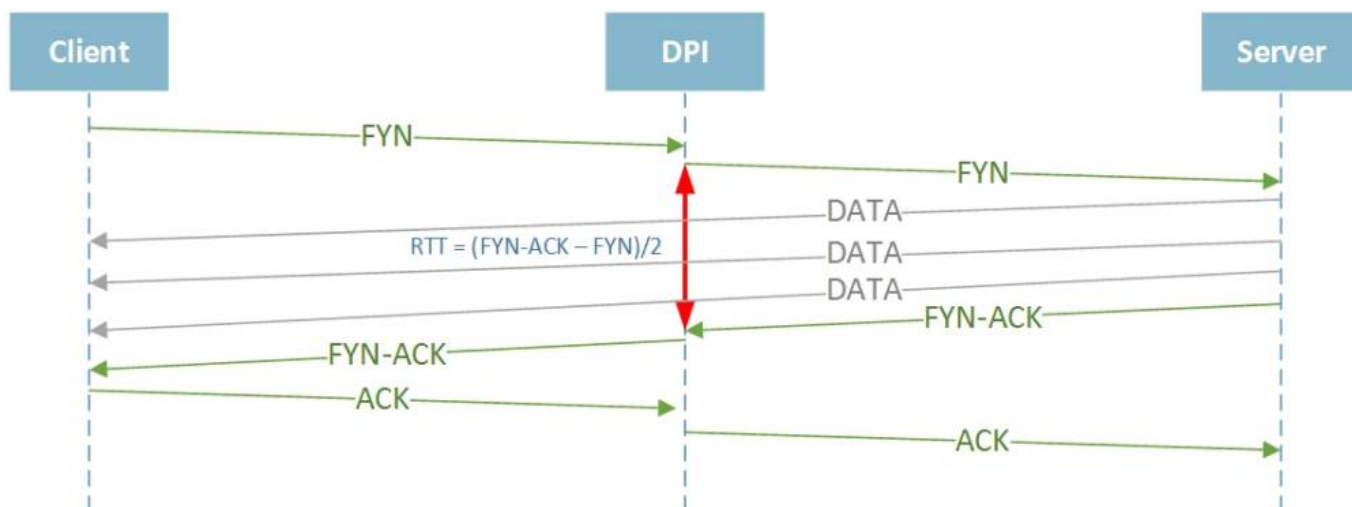 Client
DPI
Server
FYN
FYN
DATA
DATA
RTT = (FYN-ACK – FYN)/2
DATA
FYN-ACK
FYN-ACK
ACK
ACK